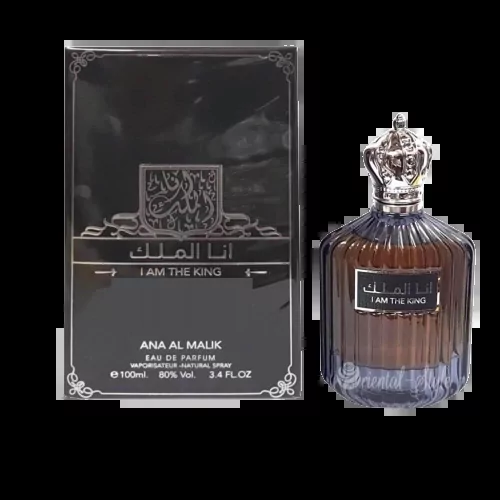 انا الملك
I AM THE KING
ANA AL MALIK
EAU DE PARFUM
VAPORISATEUR-NATURAL SPRAY
℮100ml. 80% Vol. 3.4 FL.OZ
انا الملك
I AM THE KING